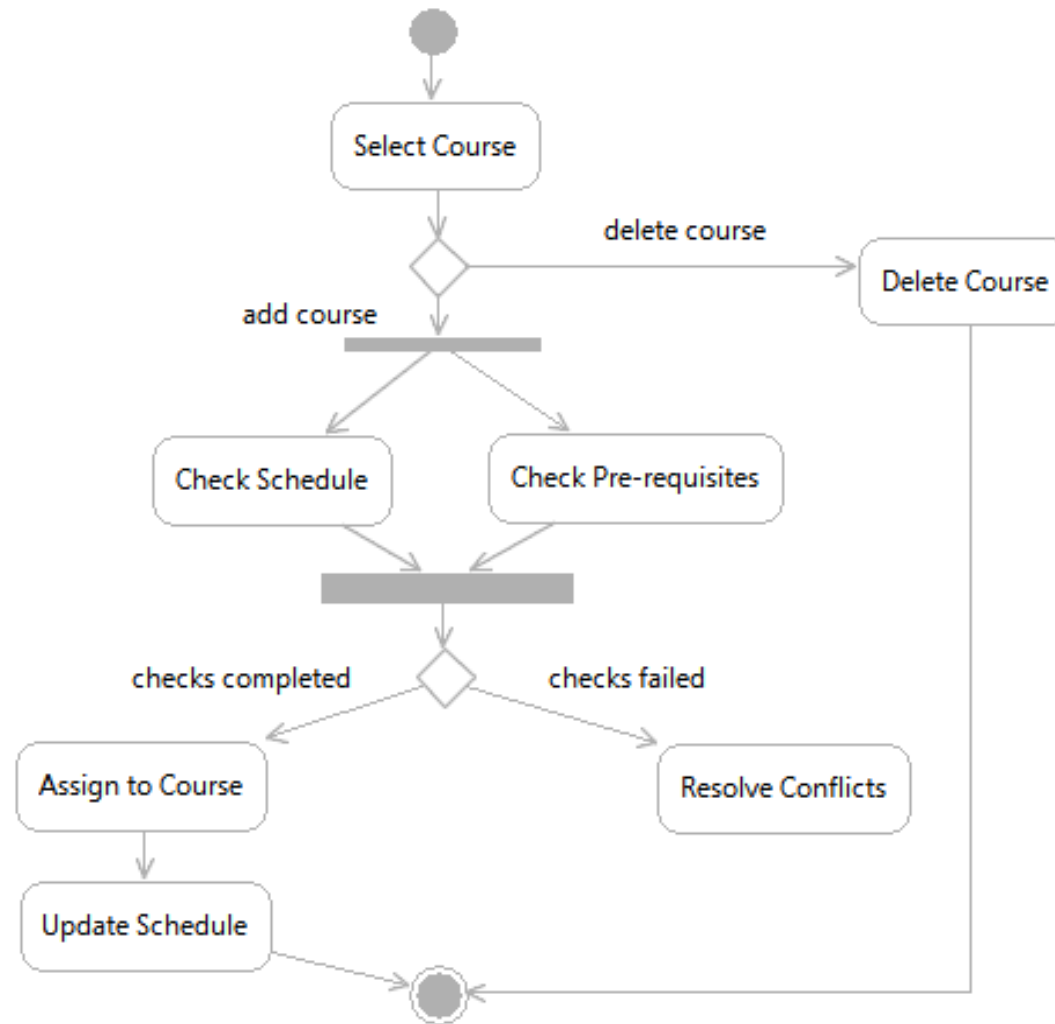 Select Course
delete course
Delete Course
add course
Check Schedule
Check Pre-requisites
checks completed
checks failed
Assign to Course
Resolve Conflicts
Update Schedule